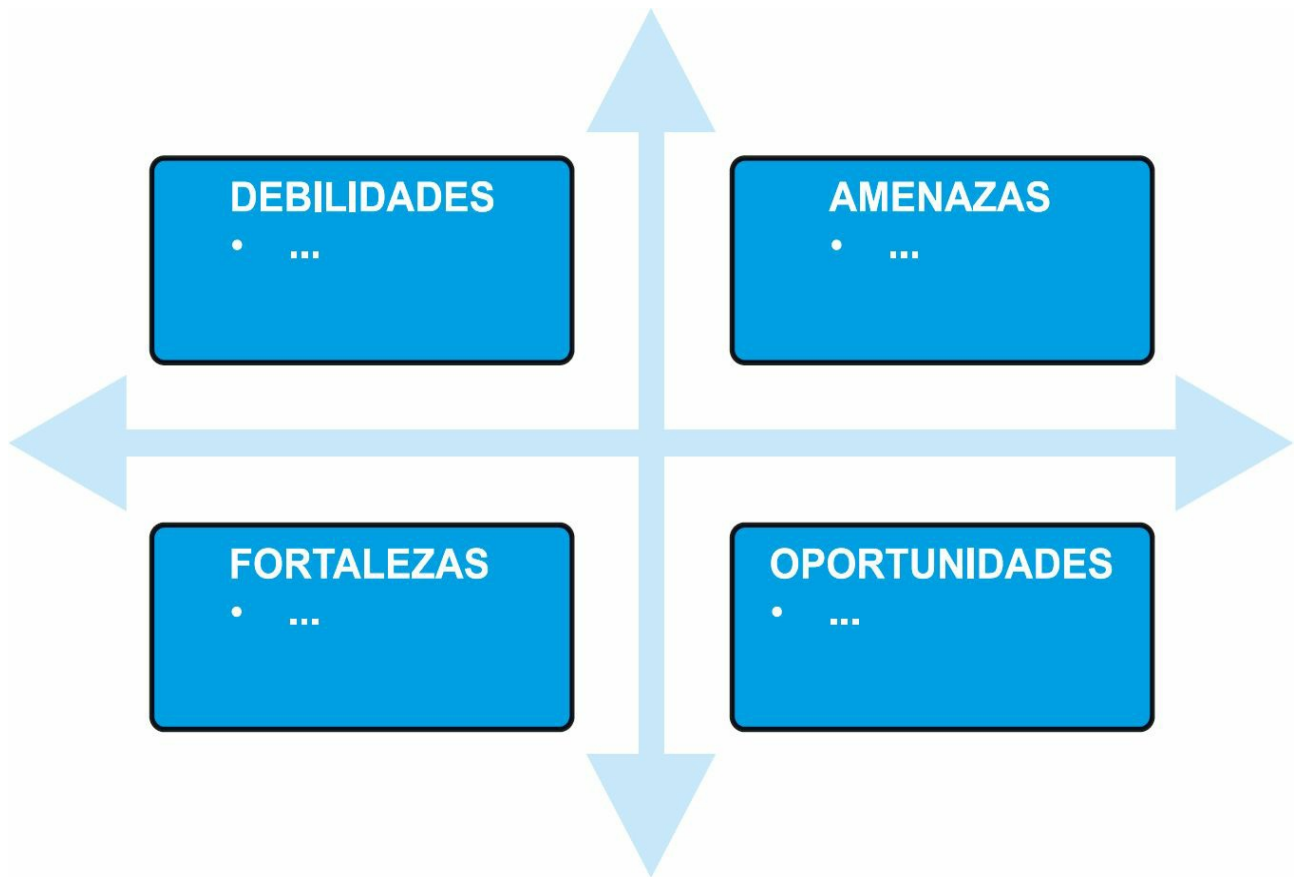 DEBILIDADES
• ...
AMENAZAS
• ...
FORTALEZAS
• ...
OPORTUNIDADES
• ...